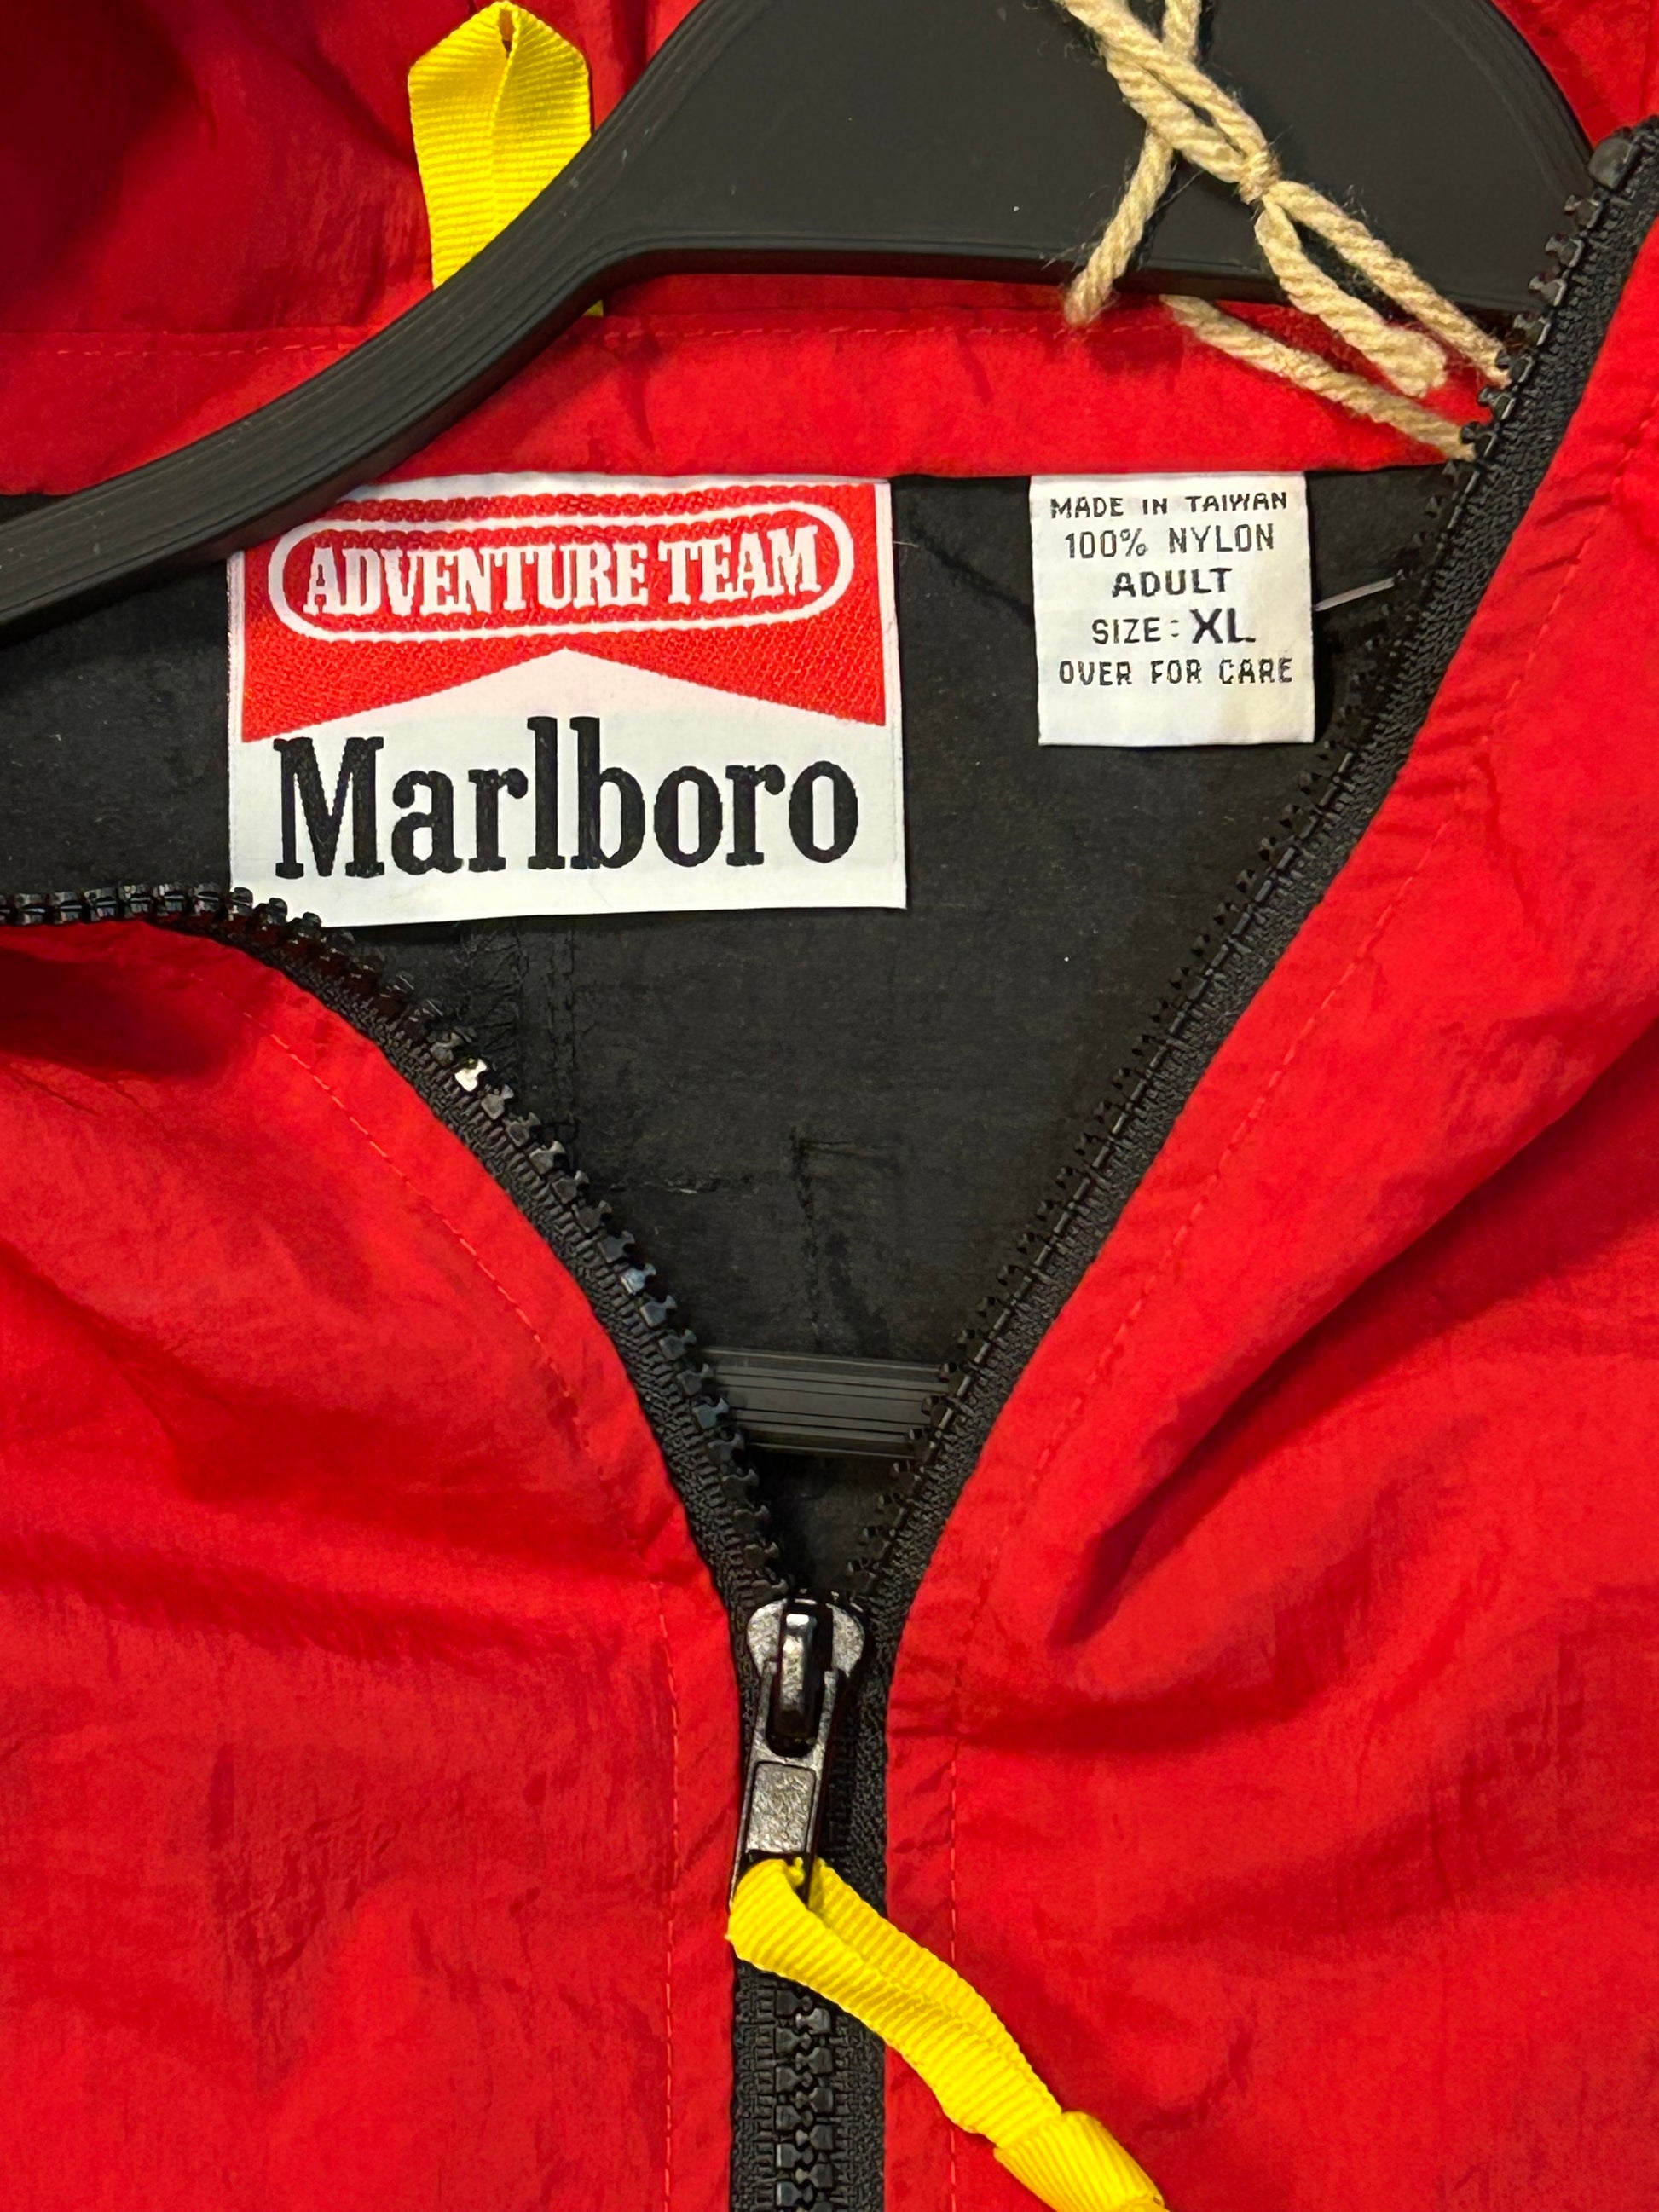 ADVENTURE TEAM
Marlboro
MADE IN TAIWAN
100% NYLON
ADULT
SIZE: XL
OVER FOR CARE